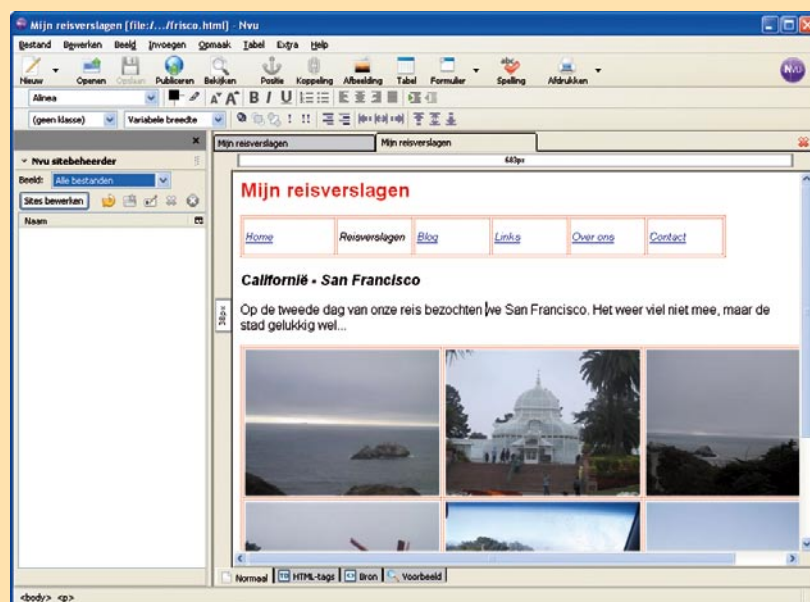 Mijn reisverslagen [file:/.../frisco.html] - Nvu
Bestand Bewerken Beeld Invoegen Opmaak Tabel Extra Help
Nieuw Openen Opslaan Publiceren Bekijken Positie Koppeling Afbeelding Tabel Formulier Spelling Afdrukken
Alinea
(geen klasse) Variabele breedte
Nvu sitebeheerder
Beeld: Alle bestanden
Sites bewerken
Naam
Mijn reisverslagen Mijn reisverslagen
683px
38px
Mijn reisverslagen
Home Reisverslagen Blog Links Over ons Contact
Californië - San Francisco
Op de tweede dag van onze reis bezochten we San Francisco. Het weer viel niet mee, maar de
stad gelukkig wel...
Normaal HTML-tags Bron Voorbeeld
<body> <p>